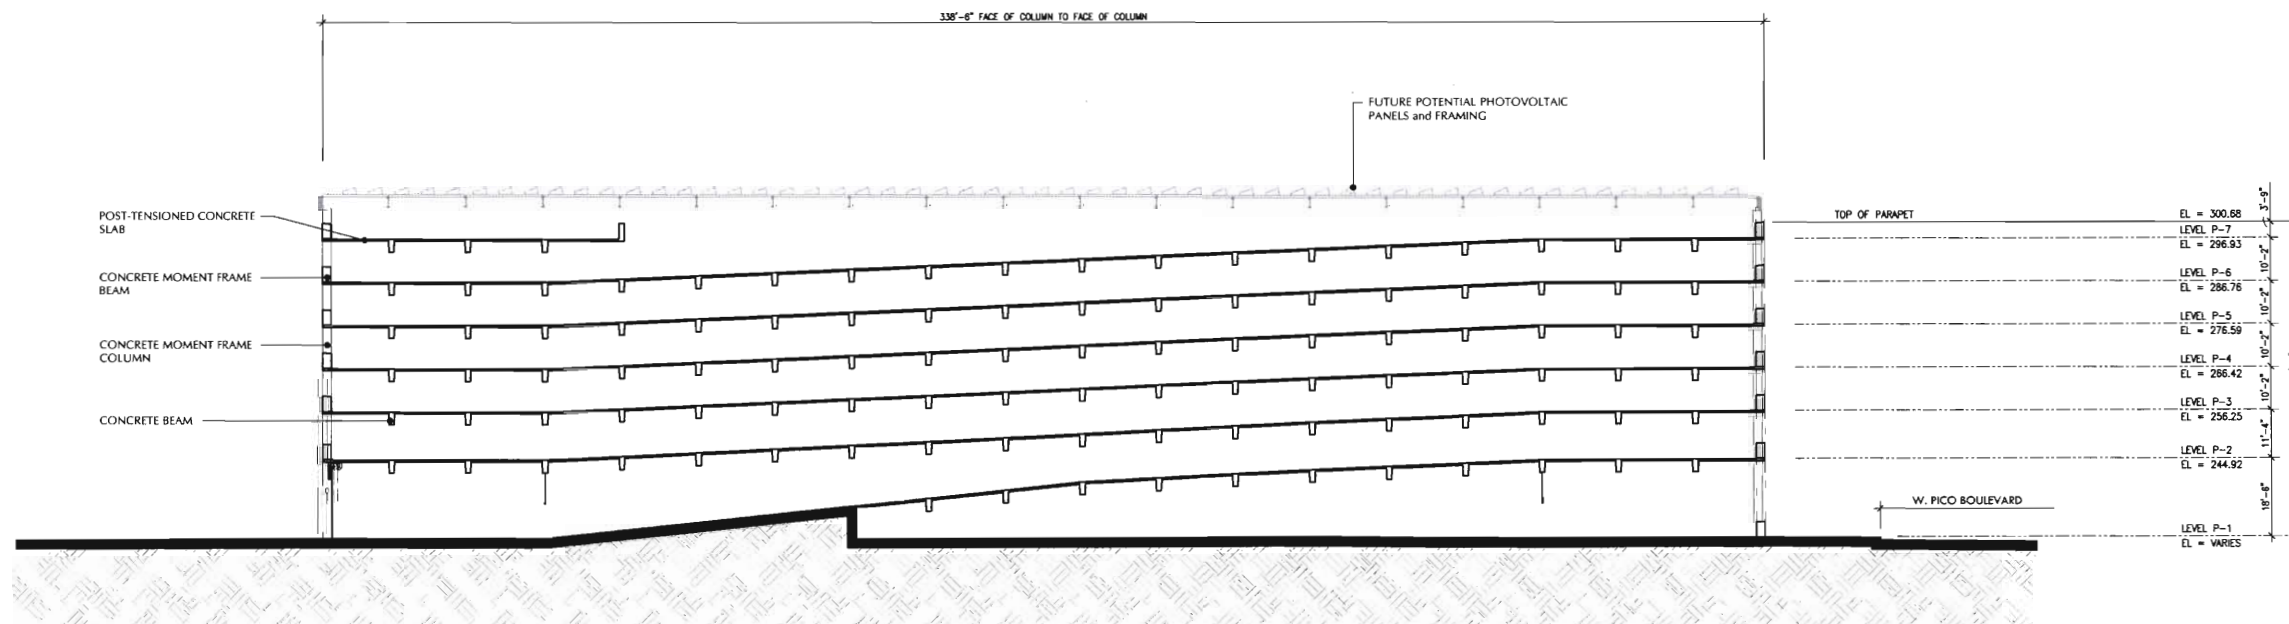 338'-6" FACE OF COLUMN TO FACE OF COLUMN
FUTURE POTENTIAL PHOTOVOLTAIC
PANELS and FRAMING
POST-TENSIONED CONCRETE
SLAB
CONCRETE MOMENT FRAME
BEAM
CONCRETE MOMENT FRAME
COLUMN
CONCRETE BEAM
TOP OF PARAPET
EL = 300.68
3'-9"
LEVEL P-7
EL = 296.93
10'-2"
LEVEL P-6
EL = 286.76
10'-2"
LEVEL P-5
EL = 276.59
10'-2"
LEVEL P-4
EL = 266.42
10'-2"
LEVEL P-3
EL = 256.25
11'-4"
LEVEL P-2
EL = 244.92
18'-6"
W. PICO BOULEVARD
LEVEL P-1
EL = VARIES